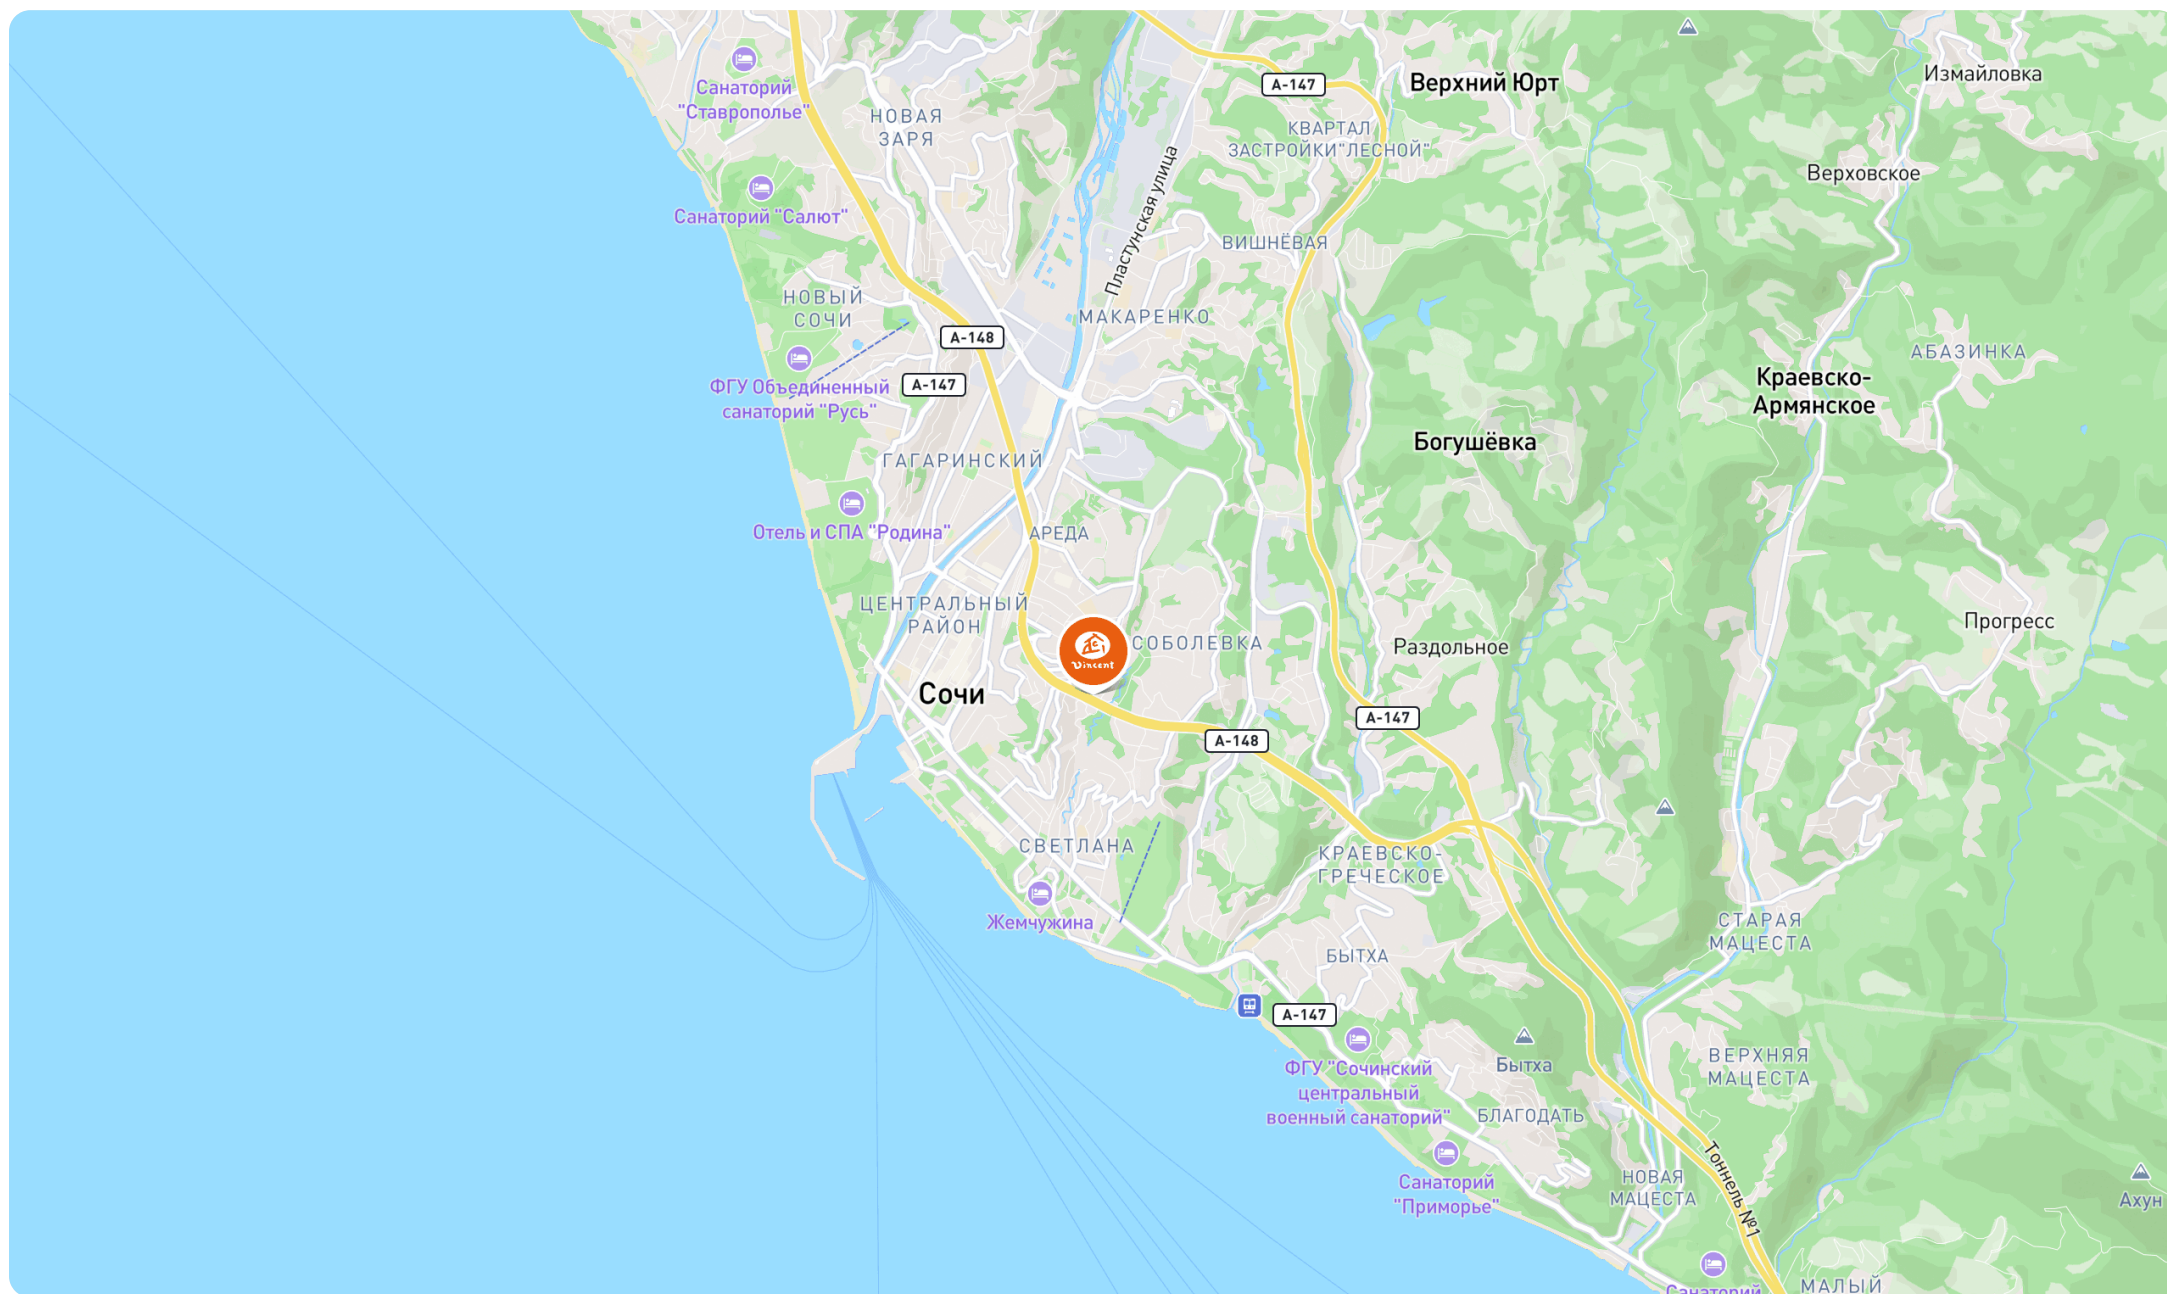 Санаторий
"Ставрополье"
НОВАЯ
ЗАРЯ
А-147
Верхний Юрт
Измайловка
КВАРТАЛ
ЗАСТРОЙКИ"ЛЕСНОЙ"
Верховское
Санаторий "Салют"
Пластунская улица
ВИШНЁВАЯ
НОВЫЙ
СОЧИ
МАКАРЕНКО
А-148
АБАЗИНКА
ФГУ Объединенный
санаторий "Русь"
А-147
Краевско-
Армянское
Богушёвка
ГАГАРИНСКИЙ
Отель и СПА "Родина"
АРЕДА
ЦЕНТРАЛЬНЫЙ
РАЙОН
Vincent
СОБОЛЕВКА
Раздольное
Прогресс
Сочи
А-147
А-148
СВЕТЛАНА
КРАЕВСКО-
ГРЕЧЕСКОЕ
Жемчужина
СТАРАЯ
МАЦЕСТА
БЫТХА
А-147
ФГУ "Сочинский
центральный
военный санаторий"
Бытха
ВЕРХНЯЯ
МАЦЕСТА
БЛАГОДАТЬ
Санаторий
"Приморье"
НОВАЯ
МАЦЕСТА
Тоннель №1
Ахун
Санаторий
МАЛЫЙ